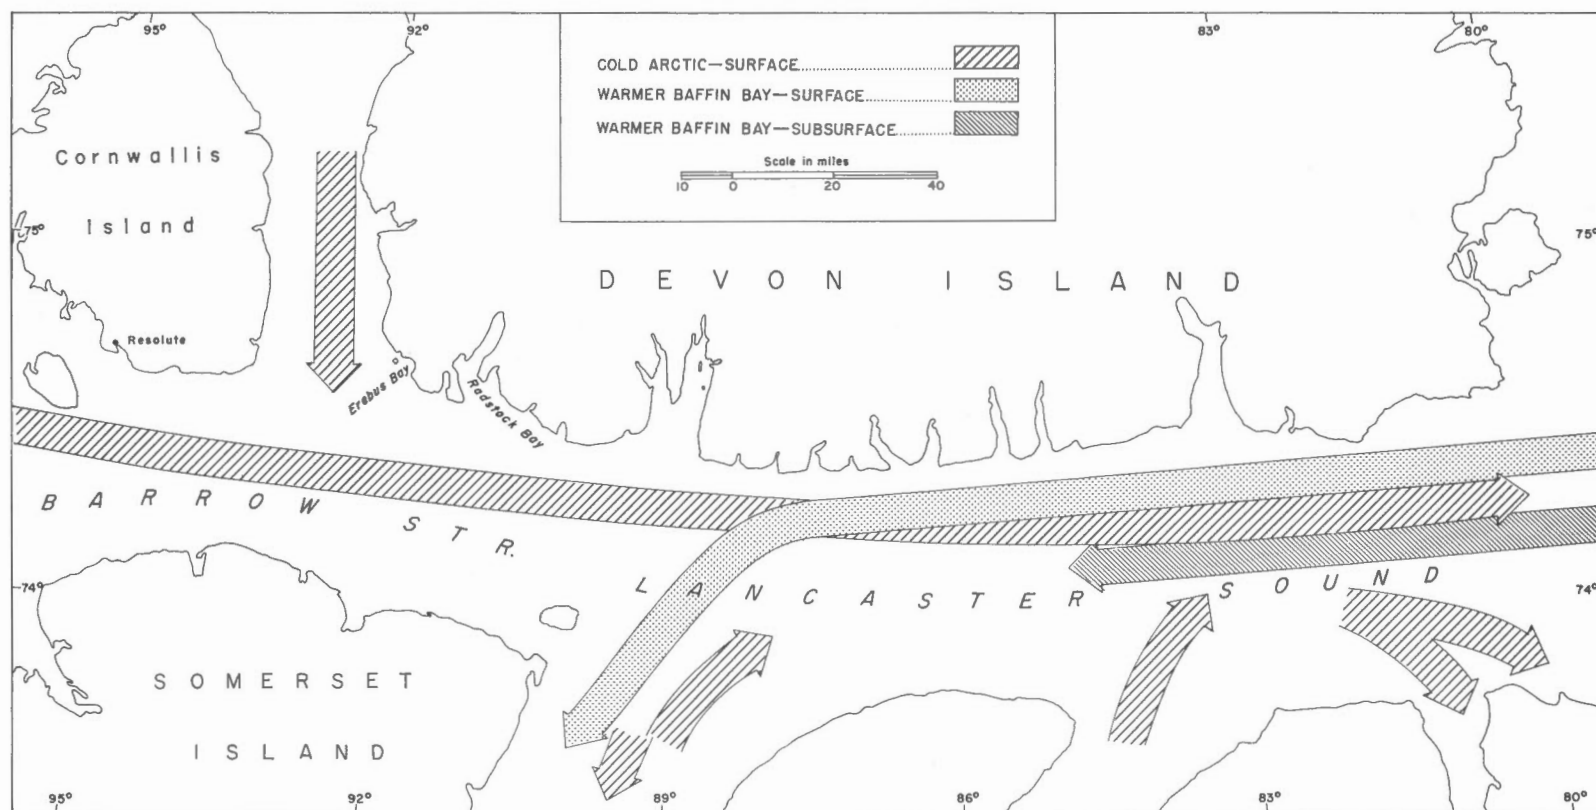 95°
92°
83°
80°
COLD ARCTIC—SURFACE
WARMER BAFFIN BAY—SURFACE
WARMER BAFFIN BAY—SUBSURFACE
Scale in miles
10 0 20 40
Cornwallis
Island
75°
75°
DEVON ISLAND
Resolute
Erebus Bay
Radstock Bay
BARROW STR.
LANCASTER SOUND
74°
74°
SOMERSET
ISLAND
95°
92°
89°
86°
83°
80°